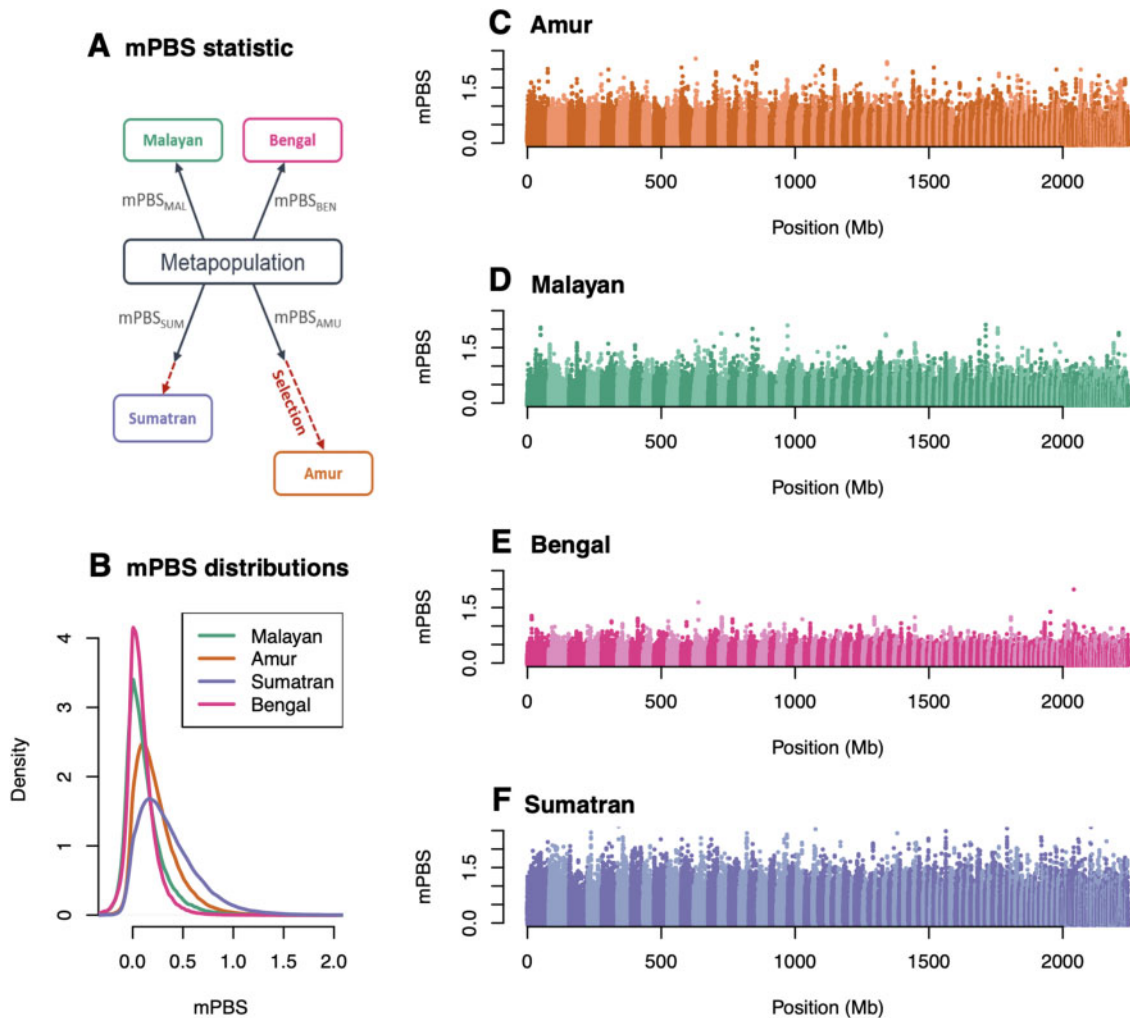 A mPBS statistic
Malayan
Bengal
mPBSMAL
mPBSBEN
Metapopulation
mPBSSUM
mPBSAMU
Selection
Sumatran
Amur
B mPBS distributions
Malayan
Amur
Sumatran
Bengal
Density
0
1
2
3
4
0.0 0.5 1.0 1.5 2.0
mPBS
C Amur
mPBS
0.0 1.5
0 500 1000 1500 2000
Position (Mb)
D Malayan
mPBS
0.0 1.5
0 500 1000 1500 2000
Position (Mb)
E Bengal
mPBS
0.0 1.5
0 500 1000 1500 2000
Position (Mb)
F Sumatran
mPBS
0.0 1.5
0 500 1000 1500 2000
Position (Mb)